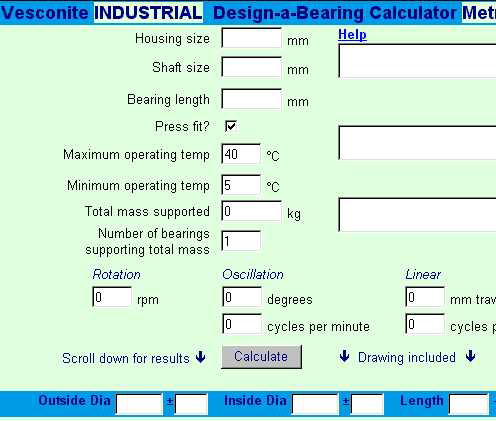 Vesconite INDUSTRIAL Design-a-Bearing Calculator Metr
Housing size mm Help
Shaft size mm
Bearing length mm
Press fit?
Maximum operating temp 40 °C
Minimum operating temp 5 °C
Total mass supported 0 kg
Number of bearings
supporting total mass 1
Rotation Oscillation Linear
0 rpm 0 degrees 0 mm trav
0 cycles per minute 0 cycles p
Scroll down for results Calculate Drawing included
Outside Dia ± Inside Dia ± Length